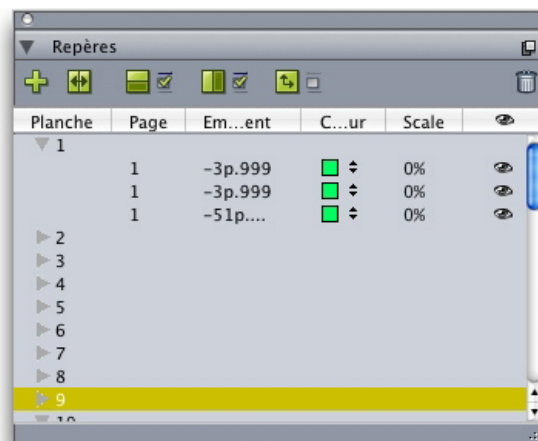 Repères
Planche Page Em...ent C...ur Scale
1
1 -3p.999 0%
1 -3p.999 0%
1 -51p.... 0%
2
3
4
5
6
7
8
9
10